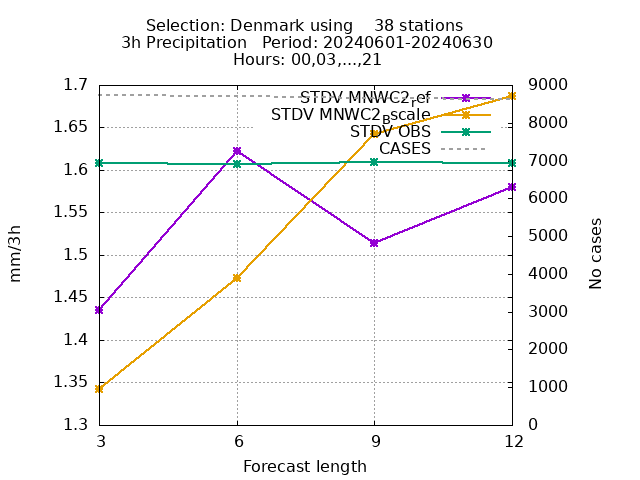 Selection: Denmark using    38 stations
3h Precipitation   Period: 20240601-20240630
Hours: 00,03,...,21
1.7
1.65
1.6
1.55
1.5
1.45
1.4
1.35
1.3
9000
8000
7000
6000
5000
4000
3000
2000
1000
0
STDV MNWC2_ref
STDV MNWC2_Bscale
STDV OBS
CASES
mm/3h
No cases
3 6 9 12
Forecast length